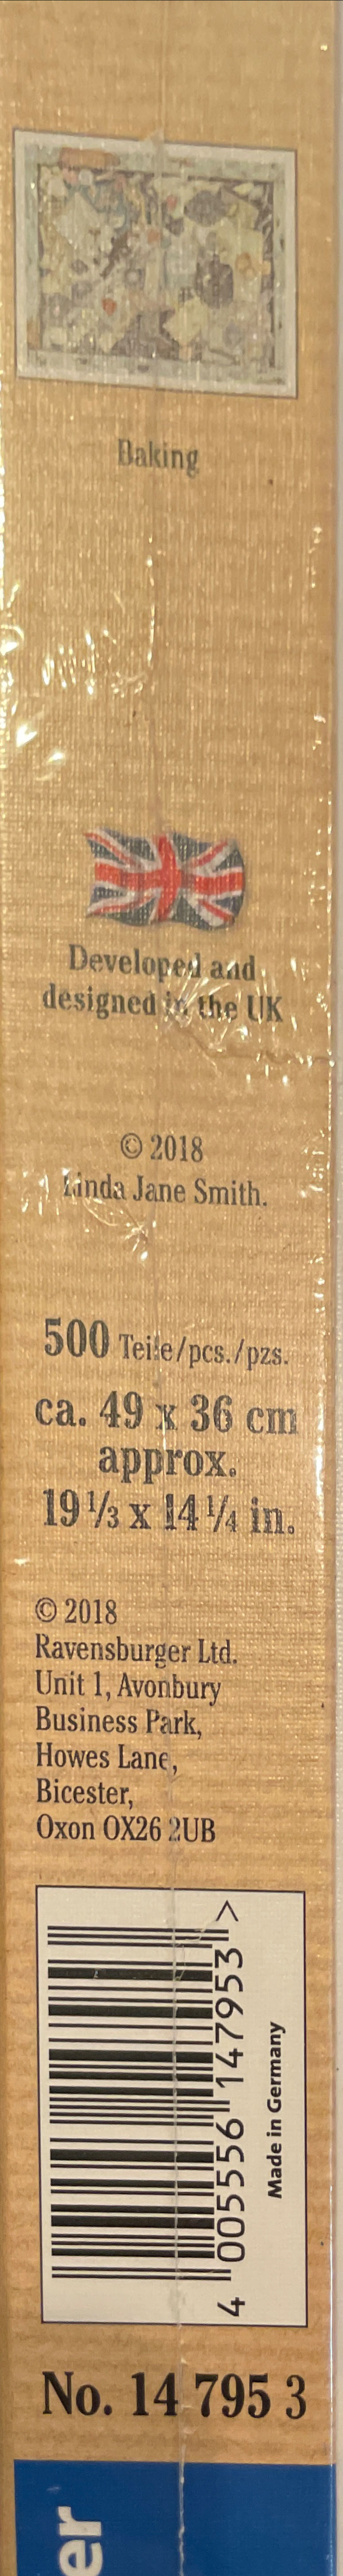 Baking
Developed and
designed in the UK
© 2018
Linda Jane Smith.
500 Teile/pcs./pzs.
ca. 49 x 36 cm
approx.
19 1/3 x 14 1/4 in.
© 2018
Ravensburger Ltd.
Unit 1, Avonbury
Business Park,
Howes Lane,
Bicester,
Oxon OX26 2UB
4 005556 147953 >
Made in Germany
No. 14 795 3
er